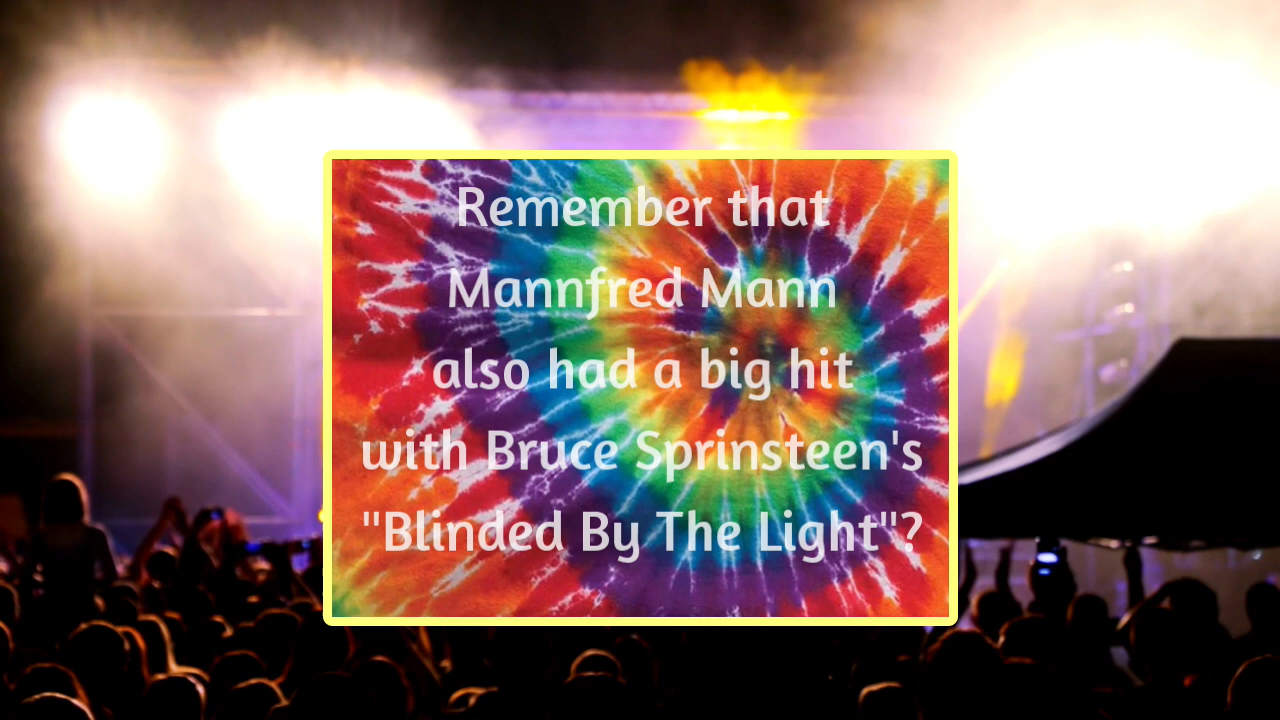 Remember that
Mannfred Mann
also had a big hit
with Bruce Sprinsteen's
"Blinded By The Light"?